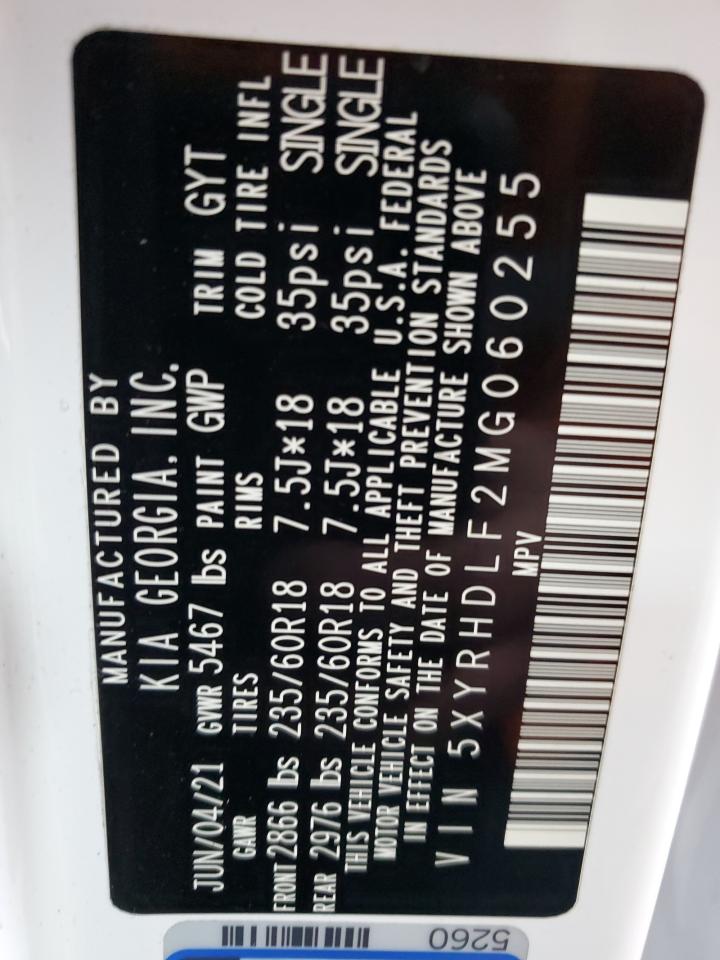 MANUFACTURED BY
KIA GEORGIA, INC.
JUN/04/21 GVWR 5467 lbs PAINT GWP TRIM GYT
GAWR TIRES RIMS COLD TIRE INFL
FRONT 2866 lbs 235/60R18 7.5J*18 35psi SINGLE
REAR 2976 lbs 235/60R18 7.5J*18 35psi SINGLE
THIS VEHICLE CONFORMS TO ALL APPLICABLE U.S.A. FEDERAL
MOTOR VEHICLE SAFETY AND THEFT PREVENTION STANDARDS
IN EFFECT ON THE DATE OF MANUFACTURE SHOWN ABOVE
VIN 5XYRHDLF2MG060255
MPV
5260